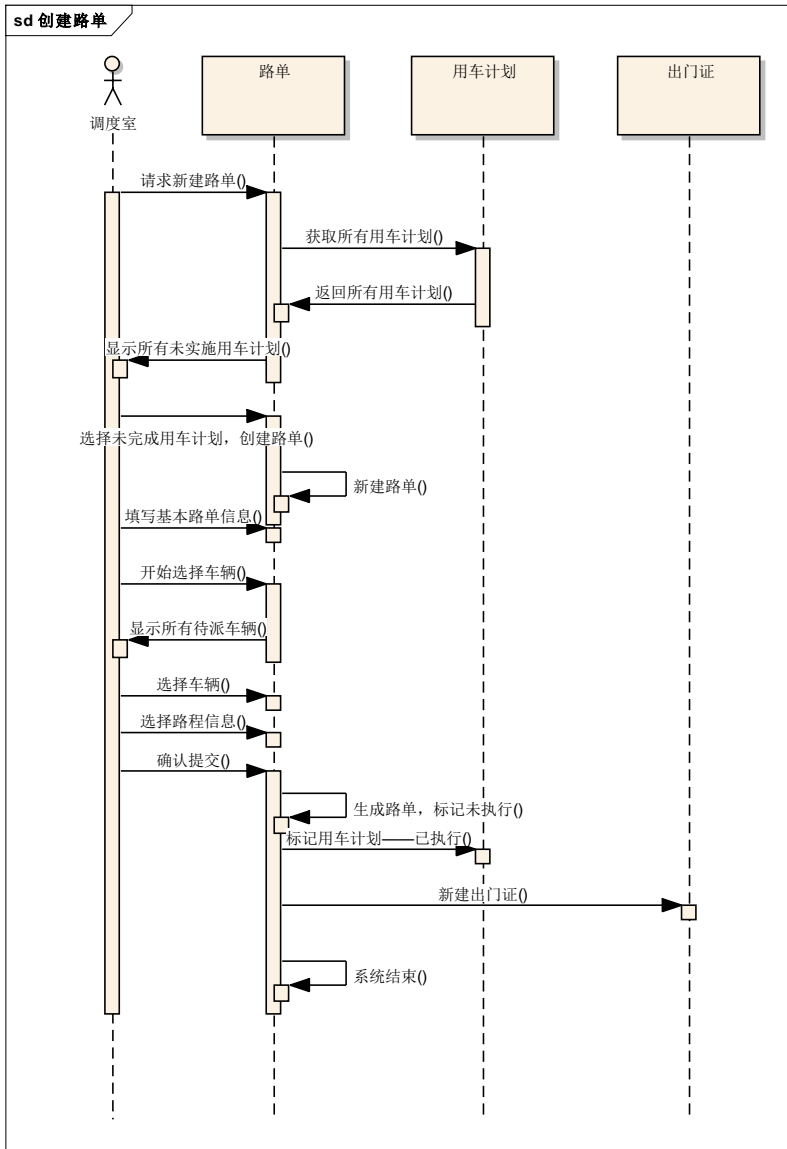 sd 创建路单
调度室
路单
用车计划
出门证
请求新建路单()
获取所有用车计划()
返回所有用车计划()
显示所有未实施用车计划()
选择未完成用车计划，创建路单()
新建路单()
填写基本路单信息()
开始选择车辆()
显示所有待派车辆()
选择车辆()
选择路程信息()
确认提交()
生成路单，标记未执行()
标记用车计划——已执行()
新建出门证()
系统结束()